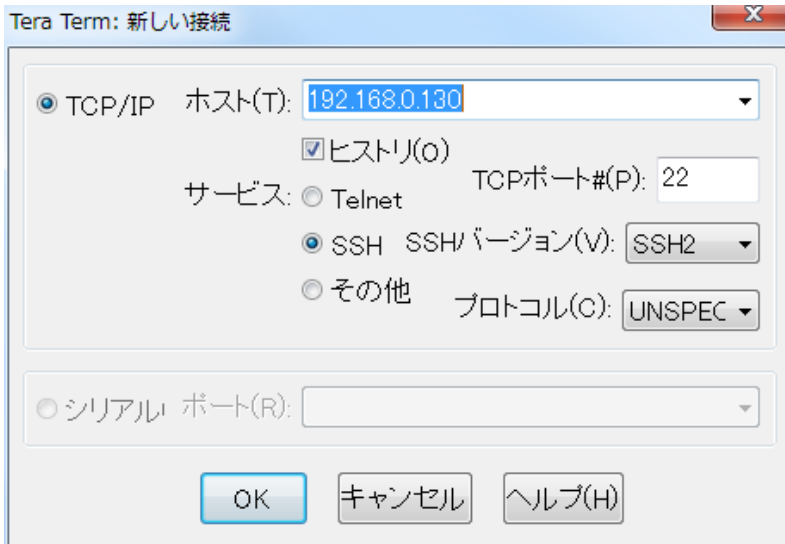 Tera Term: 新しい接続
TCP/IP ホスト(T): 192.168.0.130
ヒストリ(O)
サービス: Telnet TCPポート#(P): 22
SSH SSHバージョン(V): SSH2
その他 プロトコル(C): UNSPEC
シリアル ポート(R):
OK キャンセル ヘルプ(H)